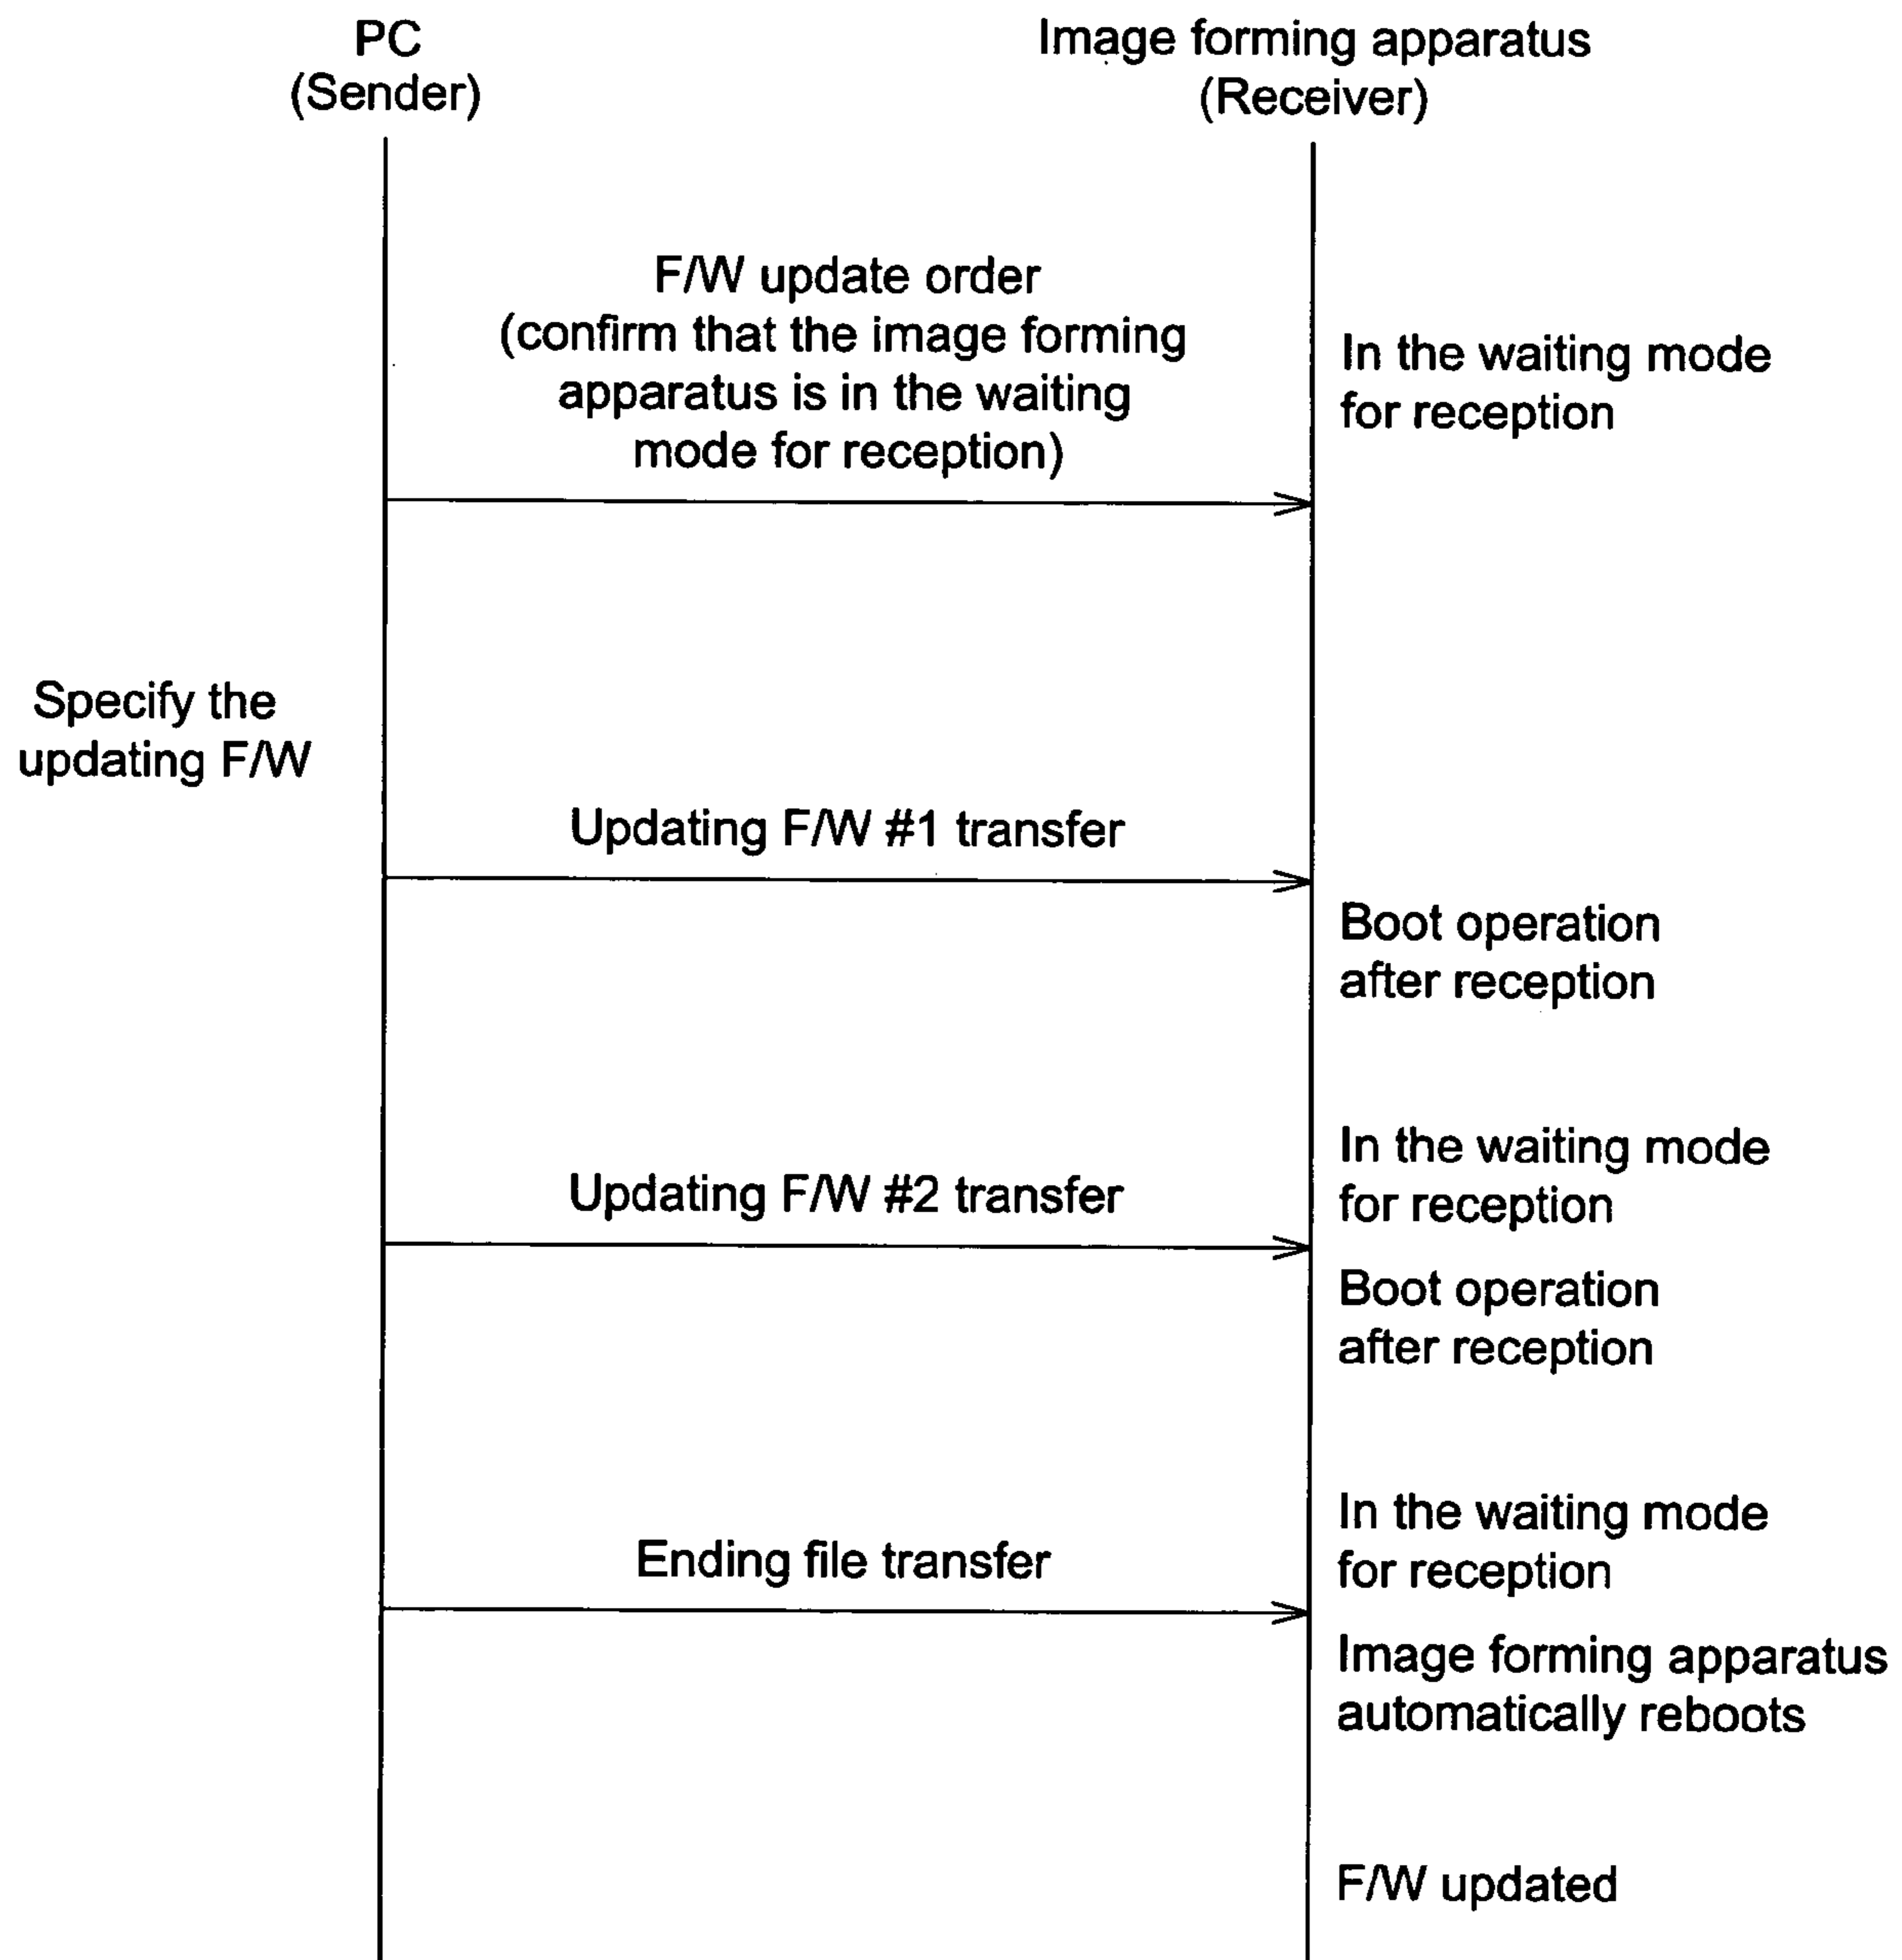 PC
(Sender)
Image forming apparatus
(Receiver)
F/W update order
(confirm that the image forming
apparatus is in the waiting
mode for reception)
In the waiting mode
for reception
Specify the
updating F/W
Updating F/W #1 transfer
Boot operation
after reception
In the waiting mode
for reception
Updating F/W #2 transfer
Boot operation
after reception
In the waiting mode
for reception
Ending file transfer
Image forming apparatus
automatically reboots
F/W updated